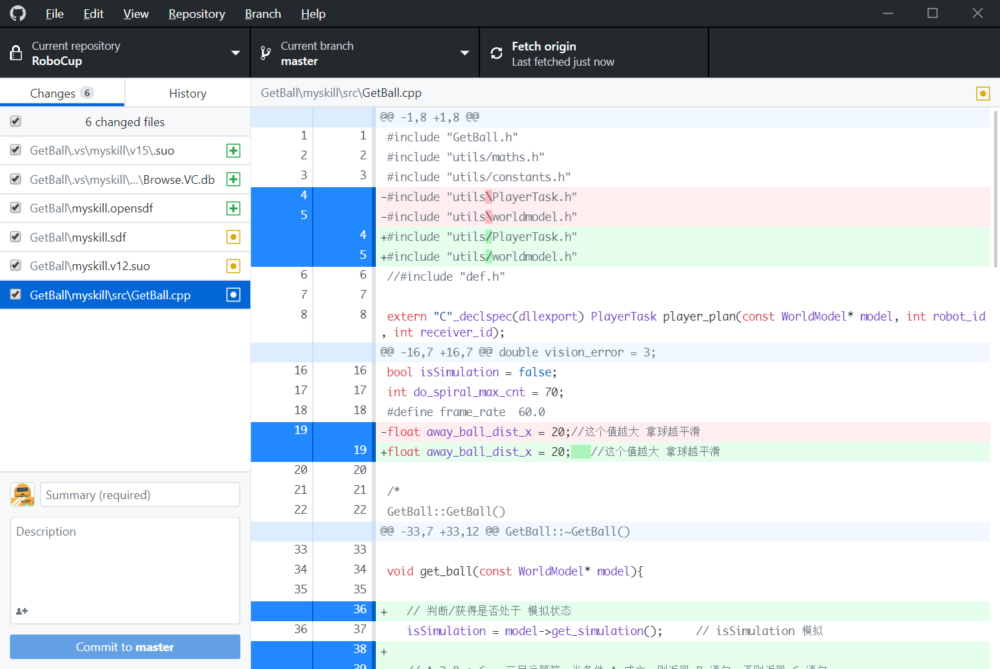 File Edit View Repository Branch Help
Current repository
RoboCup
Current branch
master
Fetch origin
Last fetched just now
Changes 6
History
6 changed files
GetBall\.vs\myskill\v15\.suo
GetBall\.vs\myskill\...\Browse.VC.db
GetBall\myskill.opensdf
GetBall\myskill.sdf
GetBall\myskill.v12.suo
GetBall\myskill\src\GetBall.cpp
Summary (required)
Description
Commit to master
GetBall\myskill\src\GetBall.cpp
@@ -1,8 +1,8 @@
1 1 #include "GetBall.h"
2 2 #include "utils/maths.h"
3 3 #include "utils/constants.h"
4 -#include "utils\PlayerTask.h"
5 -#include "utils\worldmodel.h"
4 +#include "utils/PlayerTask.h"
5 +#include "utils/worldmodel.h"
6 6 //#include "def.h"
7 7
8 8 extern "C"_declspec(dllexport) PlayerTask player_plan(const WorldModel* model, int robot_id
, int receiver_id);
@@ -16,7 +16,7 @@ double vision_error = 3;
16 16 bool isSimulation = false;
17 17 int do_spiral_max_cnt = 70;
18 18 #define frame_rate  60.0
19 -float away_ball_dist_x = 20;//这个值越大 拿球越平滑
19 +float away_ball_dist_x = 20;   //这个值越大 拿球越平滑
20 20
21 21 /*
22 22 GetBall::GetBall()
@@ -33,7 +33,12 @@ GetBall::~GetBall()
33 33
34 34 void get_ball(const WorldModel* model){
35 35
36 +   // 判断/获得是否处于 模拟状态
36 37 isSimulation = model->get_simulation();     // isSimulation 模拟
38 +
39